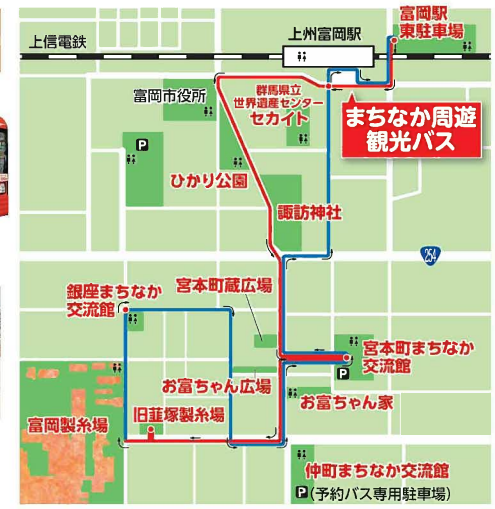 富岡駅
東駐車場
上信電鉄
上州富岡駅
まちなか周遊
観光バス
群馬県立
世界遺産センター
セカイト
富岡市役所
P
ひかり公園
諏訪神社
254
宮本町蔵広場
銀座まちなか
交流館
宮本町まちなか
交流館
P
お富ちゃん広場
お富ちゃん家
旧韮塚製糸場
富岡製糸場
仲町まちなか交流館
P(予約バス専用駐車場)